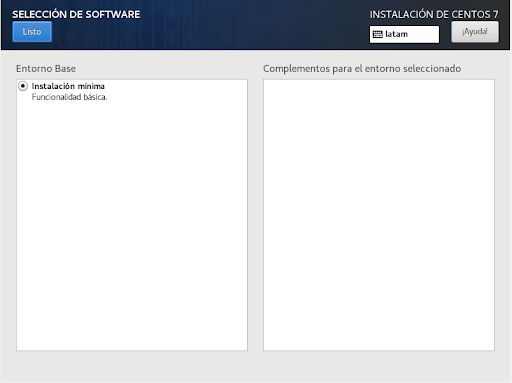 SELECCIÓN DE SOFTWARE
INSTALACIÓN DE CENTOS 7
Listo
latam
¡Ayuda!
Entorno Base
Complementos para el entorno seleccionado
Instalación mínima
Funcionalidad básica.